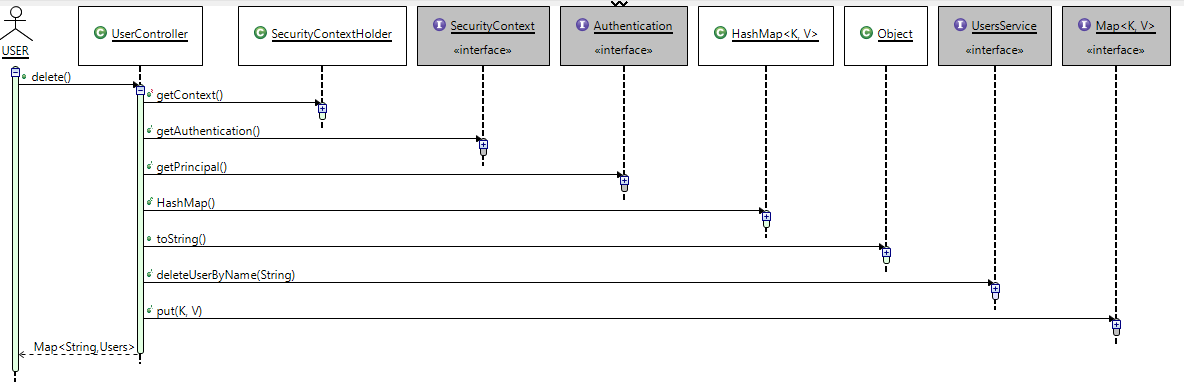 USER
C UserController
C SecurityContextHolder
I SecurityContext
«interface»
I Authentication
«interface»
C HashMap<K, V>
C Object
I UsersService
«interface»
I Map<K, V>
«interface»
delete()
getContext()
getAuthentication()
getPrincipal()
HashMap()
toString()
deleteUserByName(String)
put(K, V)
Map<String,Users>